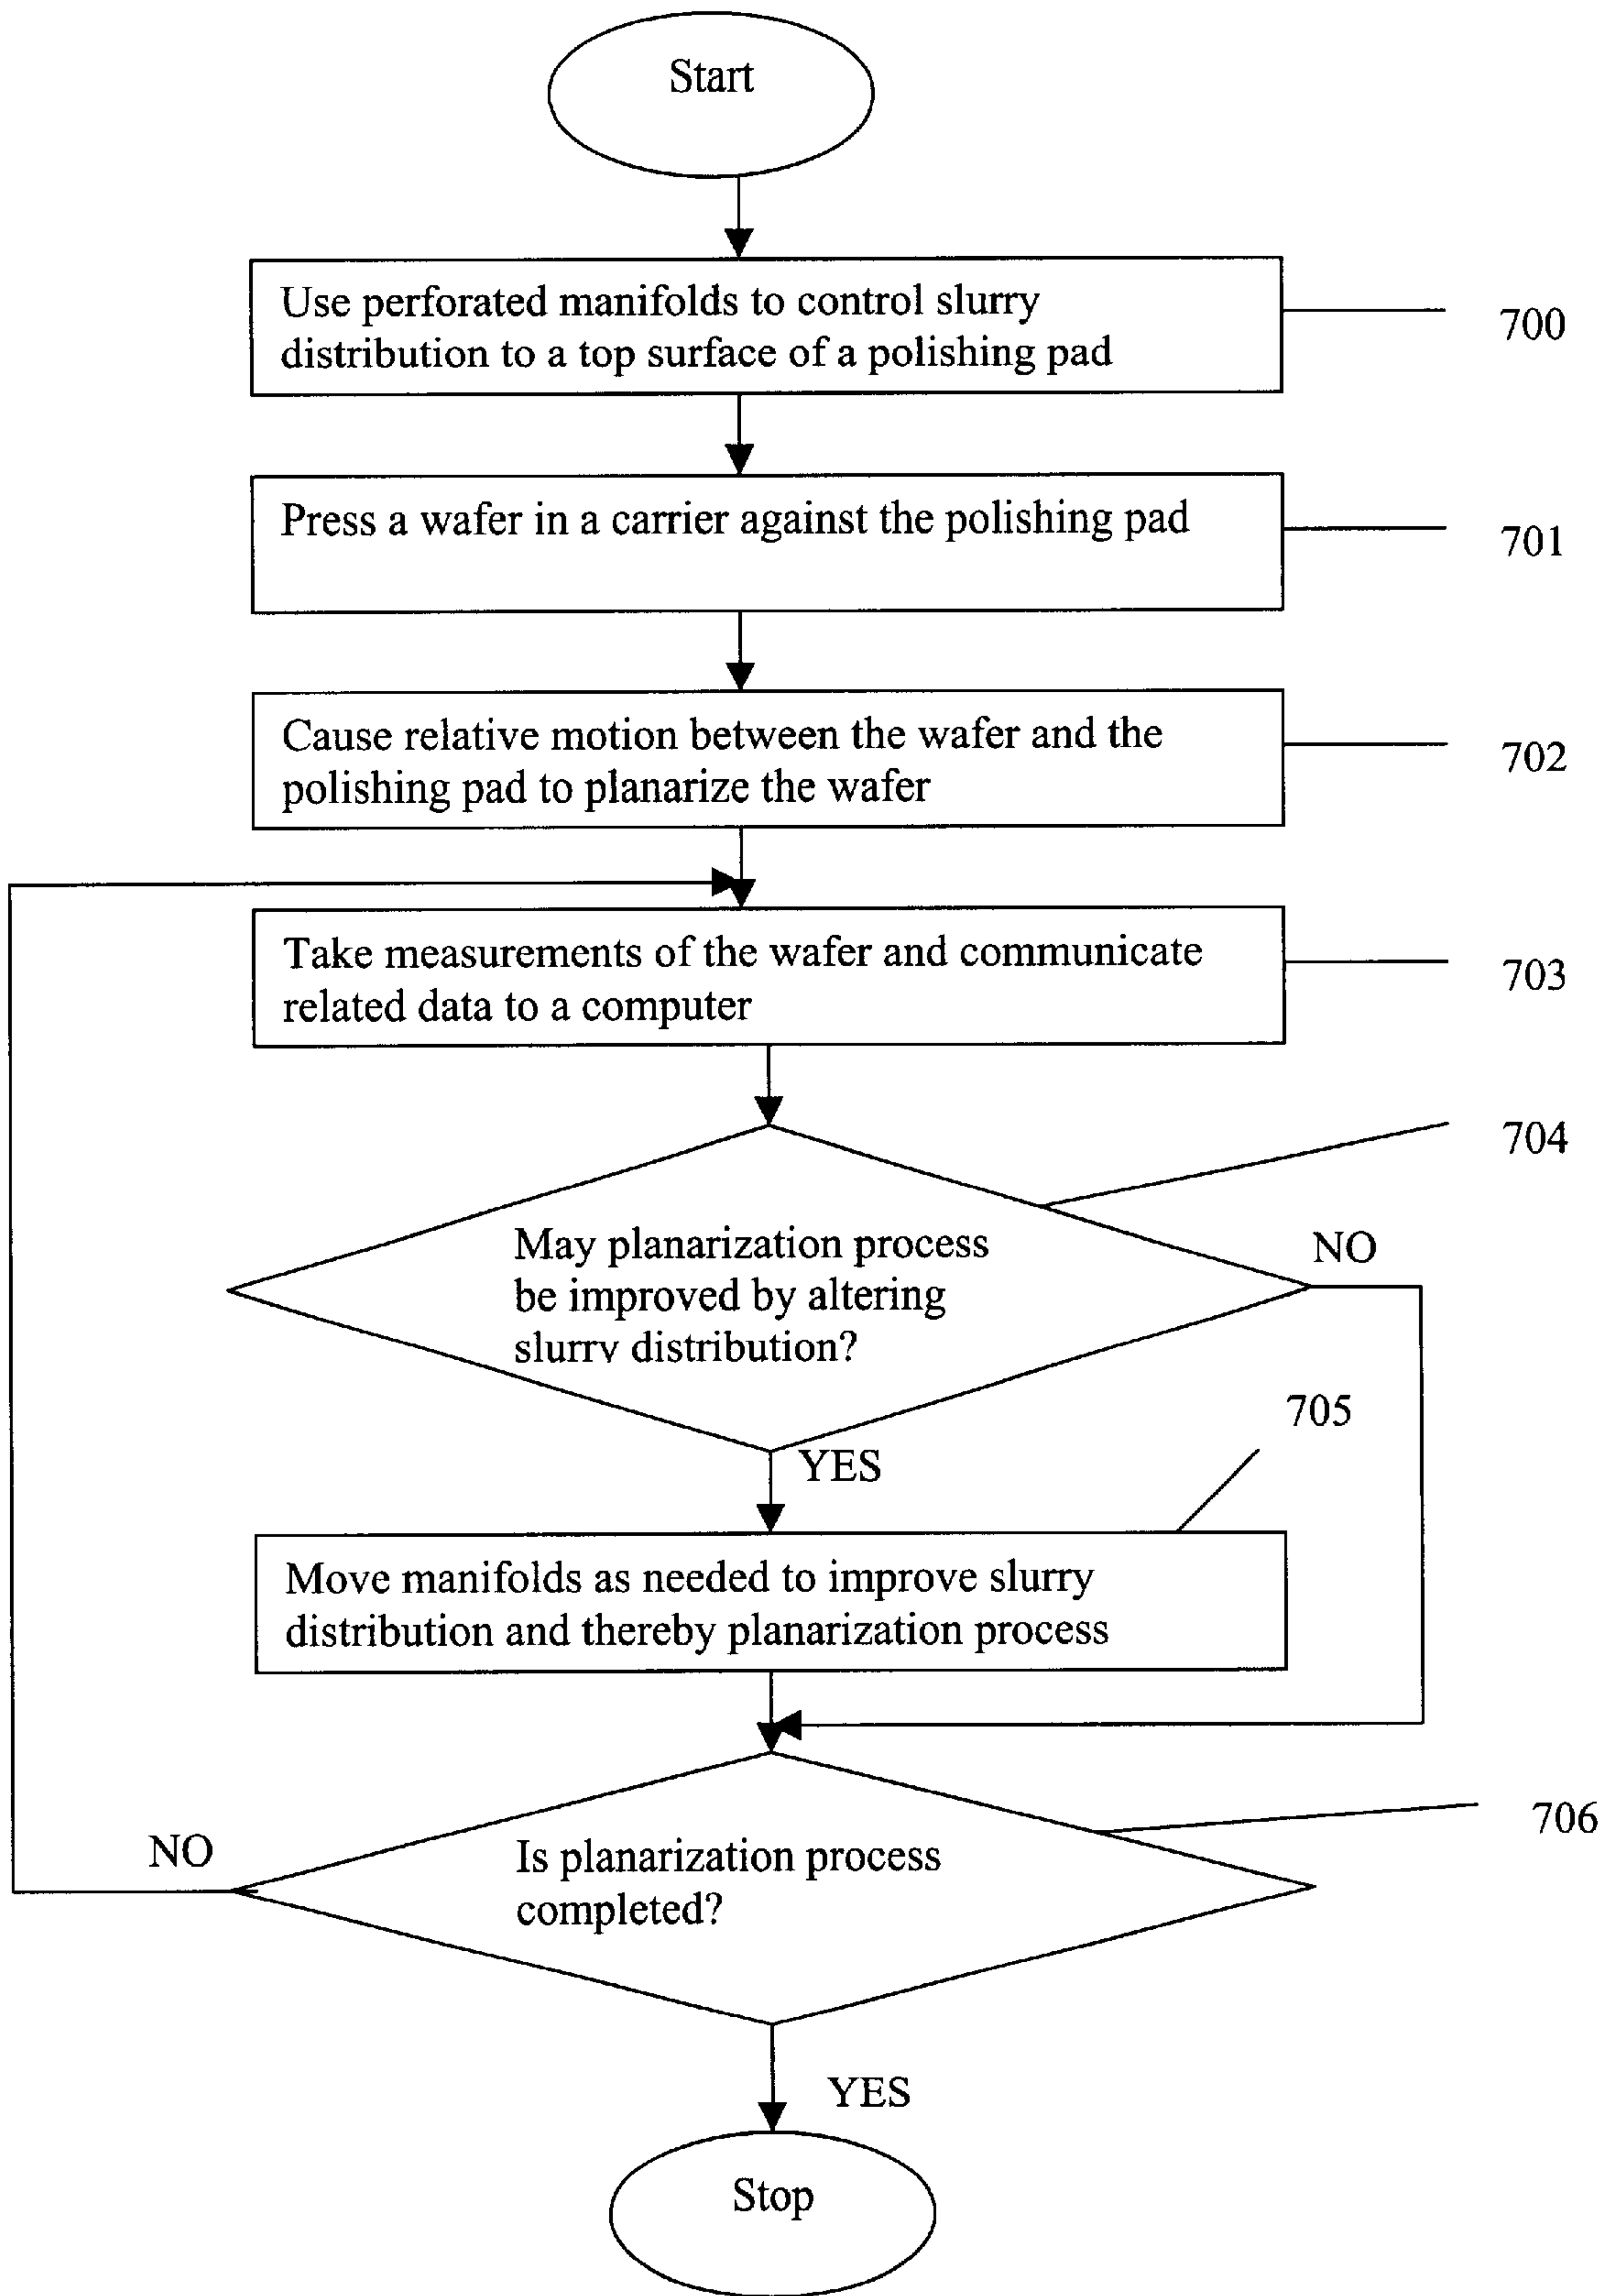 Start
Use perforated manifolds to control slurry
distribution to a top surface of a polishing pad
700
Press a wafer in a carrier against the polishing pad
701
Cause relative motion between the wafer and the
polishing pad to planarize the wafer
702
Take measurements of the wafer and communicate
related data to a computer
703
704
May planarization process
be improved by altering
slurry distribution?
NO
705
YES
Move manifolds as needed to improve slurry
distribution and thereby planarization process
706
NO
Is planarization process
completed?
YES
Stop